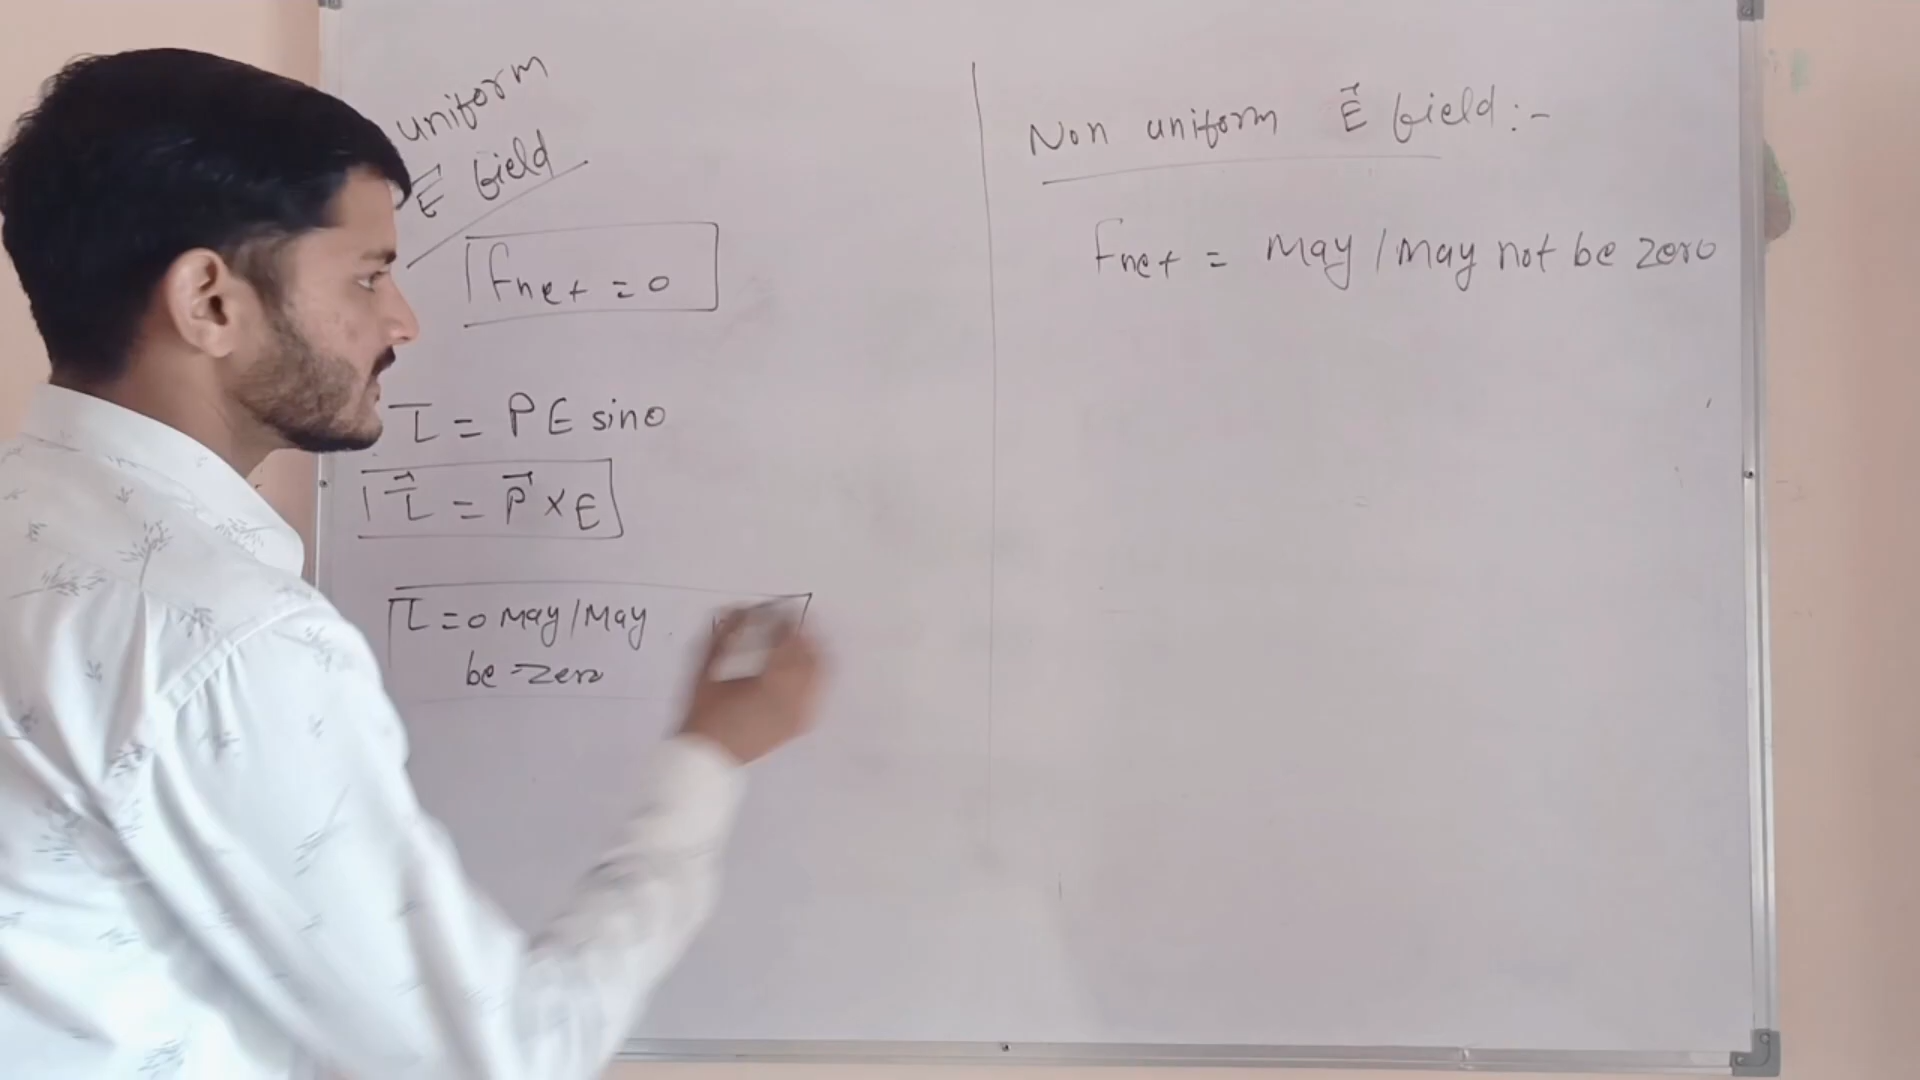 uniform
E⃗ field
Fnet = 0
τ = PE sinθ
τ⃗ = P⃗ × E
τ = 0 May / May
be zero
Non uniform E⃗ field :-
Fnet = May / May not be zero